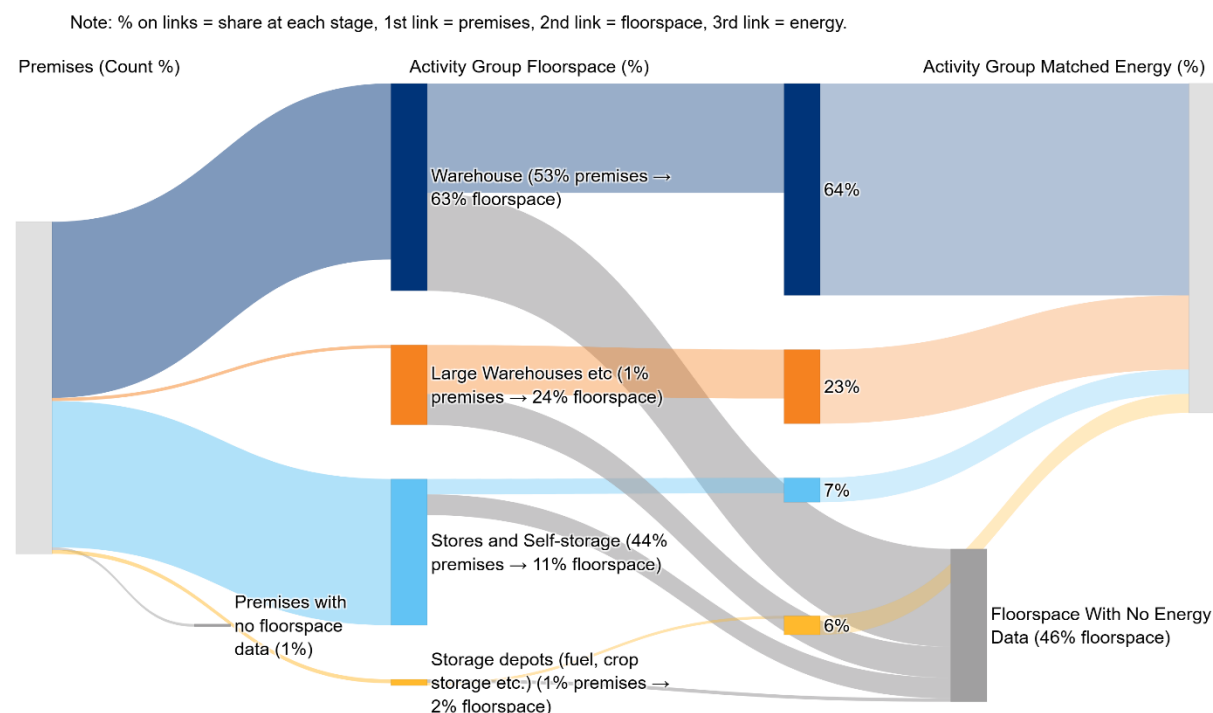 Note: % on links = share at each stage, 1st link = premises, 2nd link = floorspace, 3rd link = energy.
Premises (Count %)
Activity Group Floorspace (%)
Activity Group Matched Energy (%)
Warehouse (53% premises →
63% floorspace)
64%
Large Warehouses etc (1%
premises → 24% floorspace)
23%
7%
Stores and Self-storage (44%
premises → 11% floorspace)
Premises with
no floorspace
data (1%)
6%
Floorspace With No Energy
Data (46% floorspace)
Storage depots (fuel, crop
storage etc.) (1% premises →
2% floorspace)